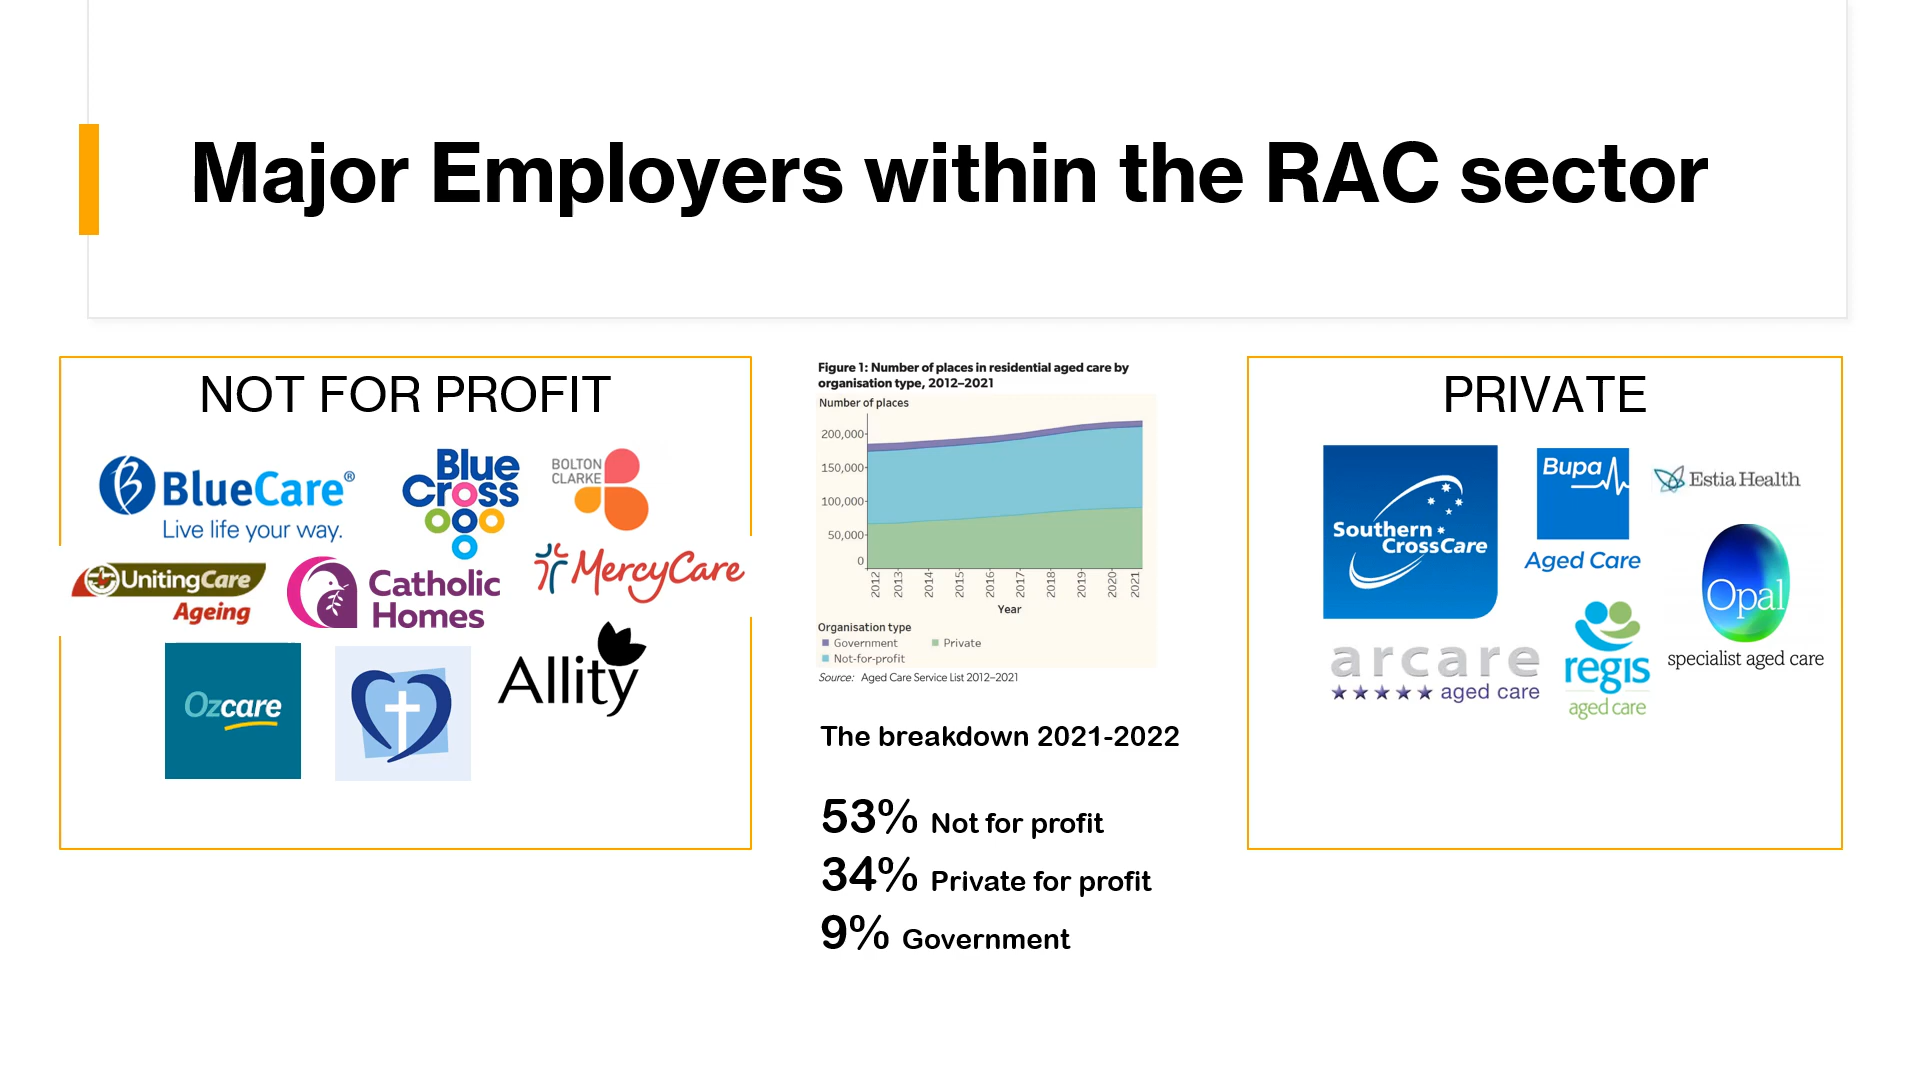 Major Employers within the RAC sector
NOT FOR PROFIT
BlueCare®
Live life your way.
Blue
Cross
BOLTON
CLARKE
UnitingCare
Ageing
Catholic
Homes
MercyCare
Ozcare
Allity
Figure 1: Number of places in residential aged care by
organisation type, 2012–2021
Number of places
200,000
150,000
100,000
50,000
0
2012 2013 2014 2015 2016 2017 2018 2019 2020 2021
Year
Organisation type
Government Private
Not-for-profit
Source: Aged Care Service List 2012–2021
The breakdown 2021-2022
53% Not for profit
34% Private for profit
9% Government
PRIVATE
Southern
CrossCare
Bupa
Aged Care
Estia Health
Opal
specialist aged care
arcare
aged care
regis
aged care